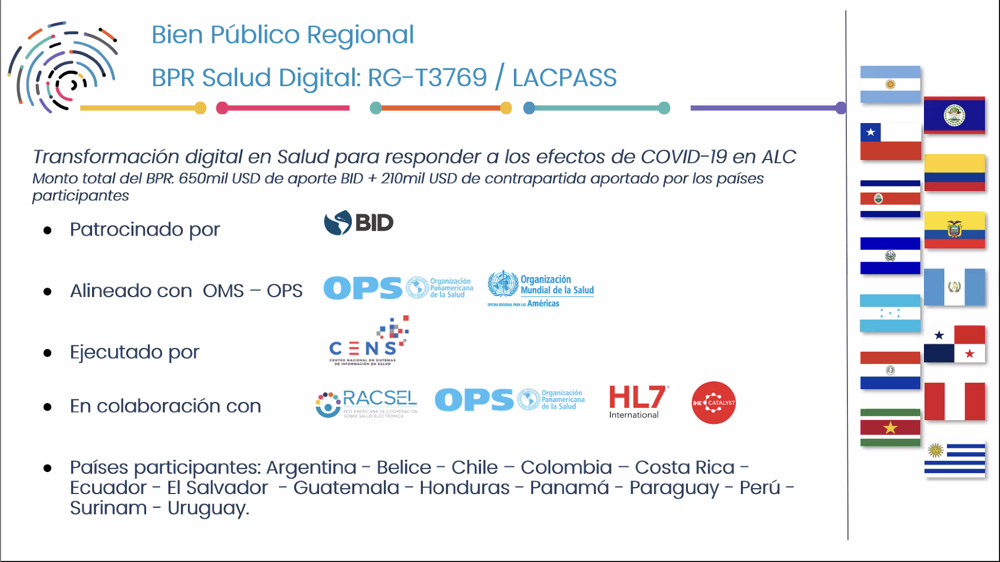 Bien Público Regional
BPR Salud Digital: RG-T3769 / LACPASS
Transformación digital en Salud para responder a los efectos de COVID-19 en ALC
Monto total del BPR: 650mil USD de aporte BID + 210mil USD de contrapartida aportado por los países
participantes
● Patrocinado por
BID
● Alineado con OMS – OPS
OPS Organización
Panamericana
de la Salud
Organización
Mundial de la Salud
OFICINA REGIONAL PARA LAS Américas
● Ejecutado por
CENS
CENTRO NACIONAL EN SISTEMAS
DE INFORMACIÓN EN SALUD
● En colaboración con
RACSEL
RED AMERICANA DE COOPERACIÓN
SOBRE SALUD ELECTRÓNICA
OPS Organización
Panamericana
de la Salud
HL7®
International
IHE CATALYST
● Países participantes: Argentina - Belice - Chile – Colombia – Costa Rica -
Ecuador - El Salvador - Guatemala - Honduras - Panamá - Paraguay - Perú -
Surinam - Uruguay.